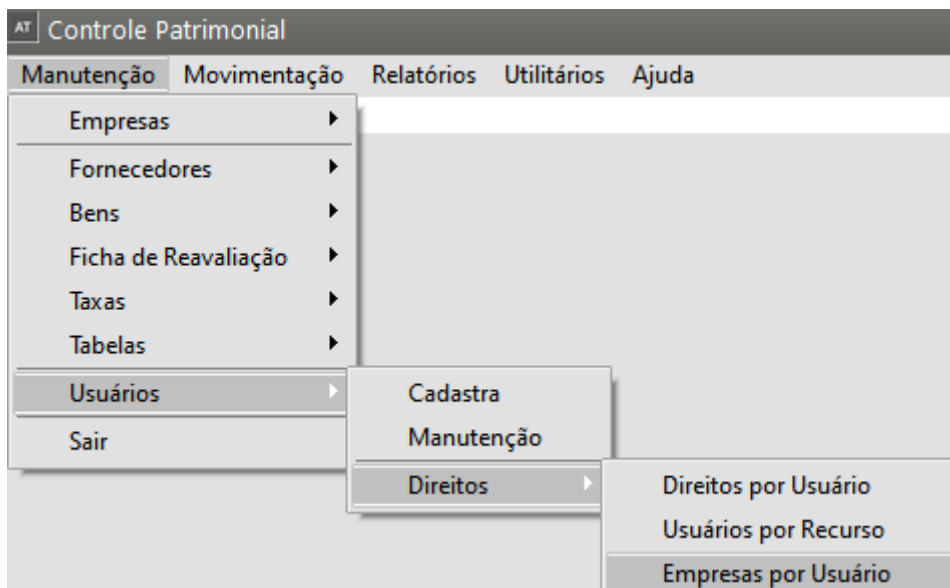 AT Controle Patrimonial
Manutenção Movimentação Relatórios Utilitários Ajuda
Empresas
Fornecedores
Bens
Ficha de Reavaliação
Taxas
Tabelas
Usuários
Sair
Cadastra
Manutenção
Direitos
Direitos por Usuário
Usuários por Recurso
Empresas por Usuário